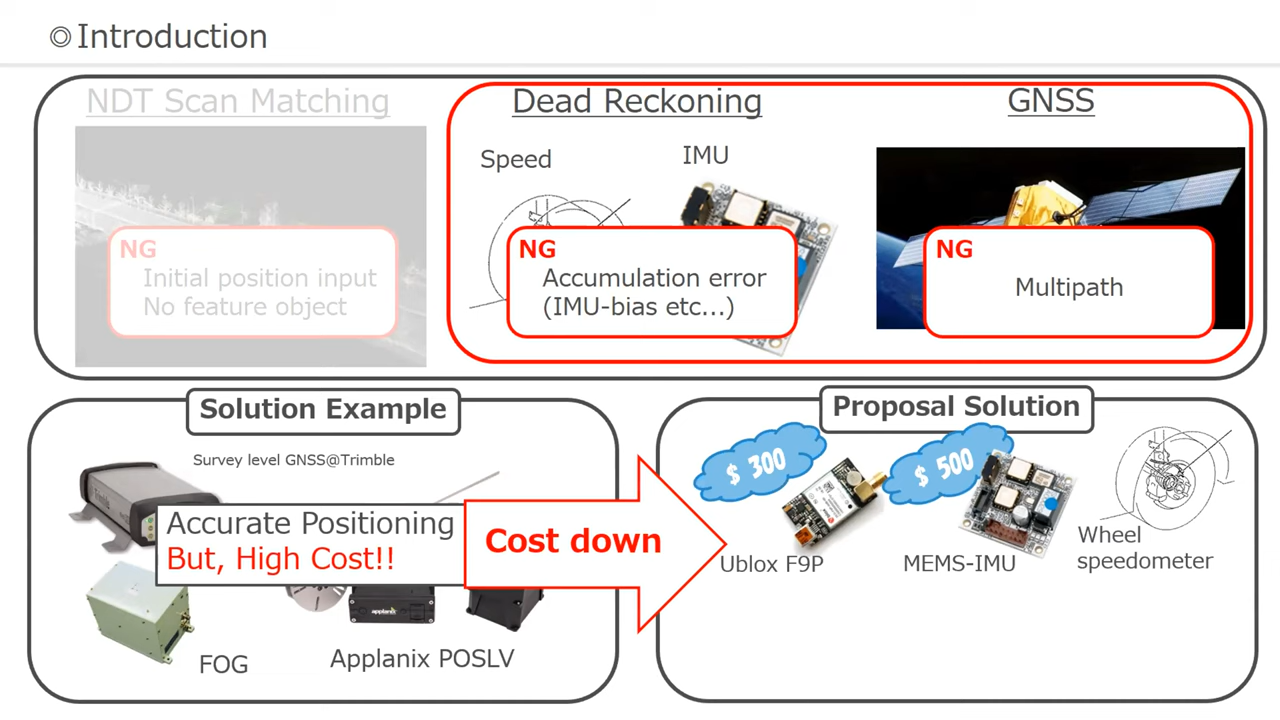 ◎Introduction
NDT Scan Matching
Dead Reckoning
GNSS
Speed
IMU
NG
Initial position input
No feature object
NG
Accumulation error
(IMU-bias etc...)
NG
Multipath
Solution Example
Survey level GNSS@Trimble
Trimble
Accurate Positioning
But, High Cost!!
applanix
FOG
Applanix POSLV
Cost down
Proposal Solution
$ 300
$ 500
Ublox F9P
MEMS-IMU
Wheel
speedometer